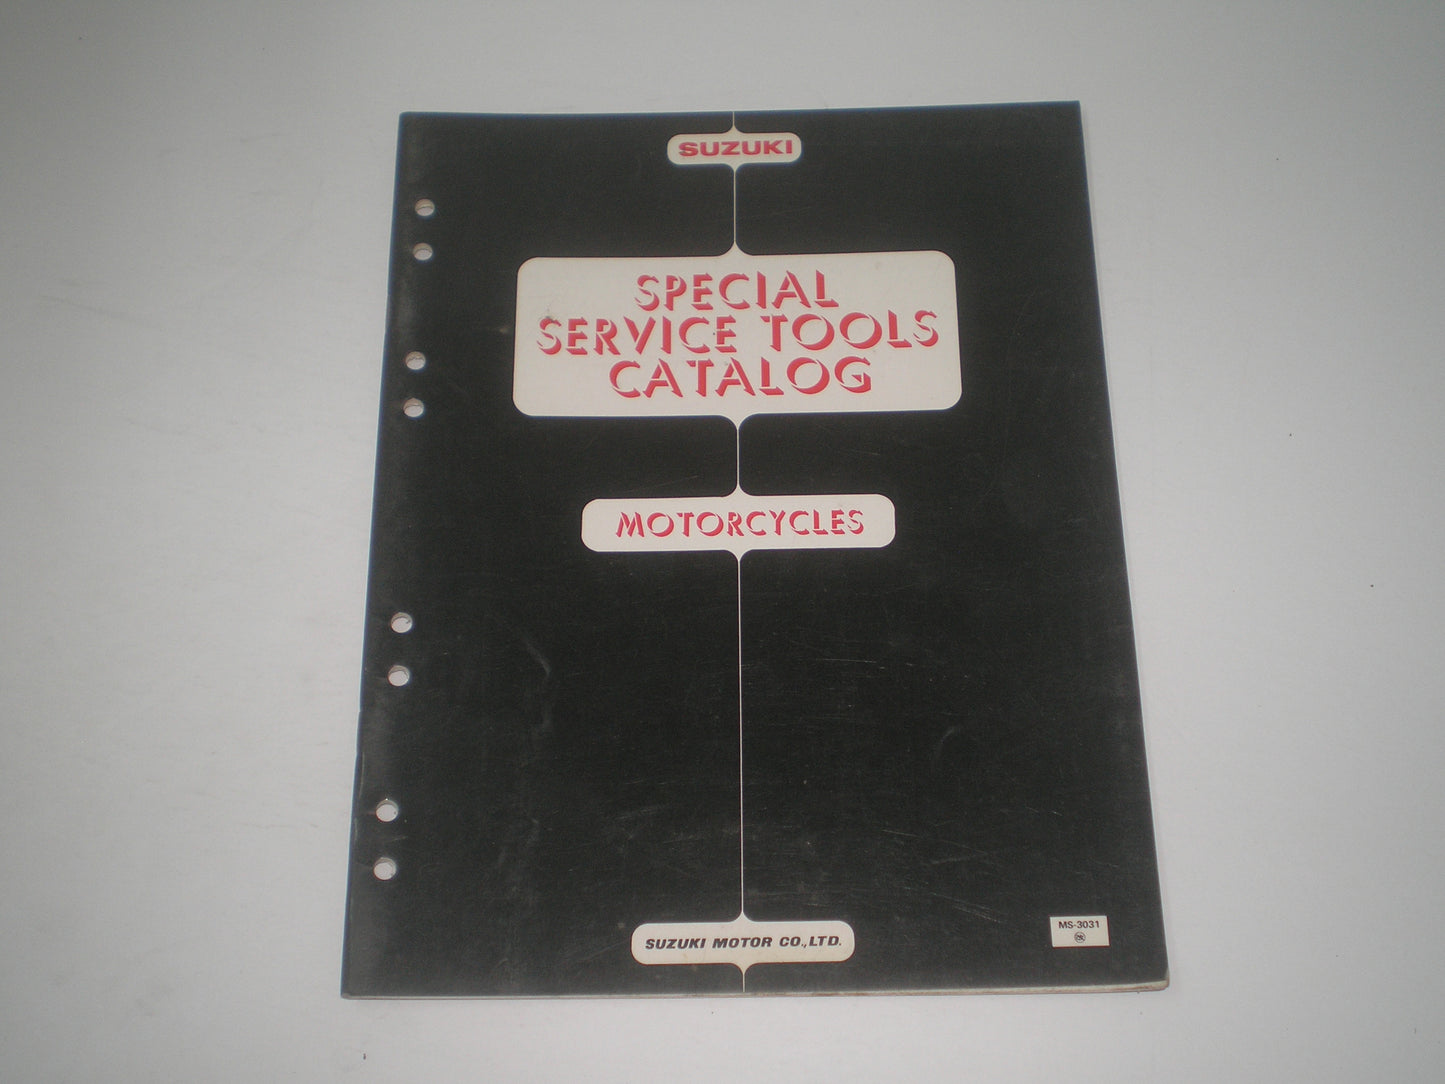 SUZUKI
SPECIAL
SERVICE TOOLS
CATALOG
MOTORCYCLES
SUZUKI MOTOR CO.,LTD.
MS-3031